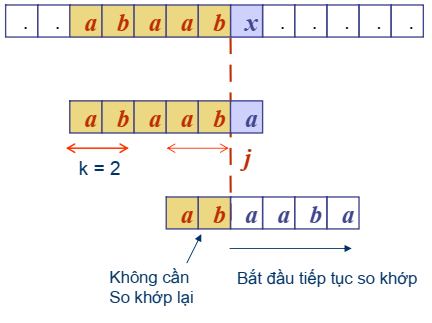 . . a b a a b x . . . . .
a b a a b a
k = 2
j
a b a a b a
Không cần
So khớp lại
Bắt đầu tiếp tục so khớp